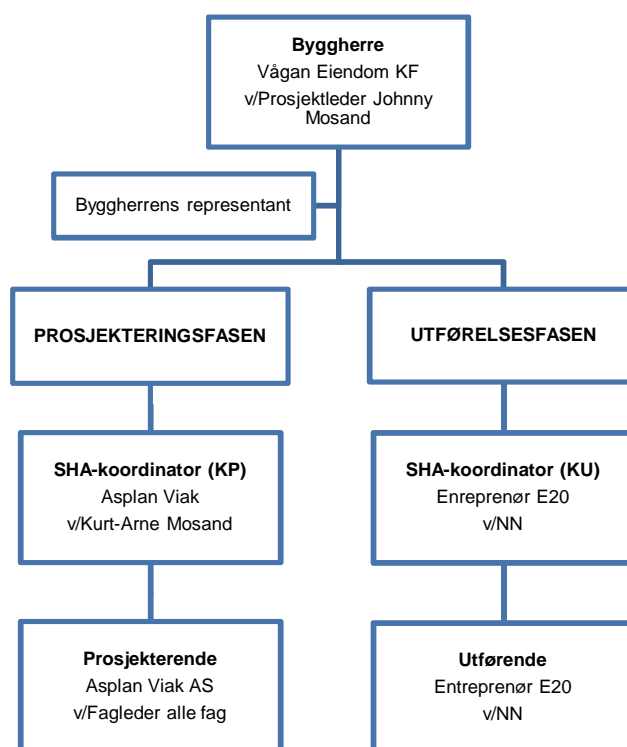 Byggherre
Vågan Eiendom KF
v/Prosjektleder Johnny
Mosand
Byggherrens representant
PROSJEKTERINGSFASEN
UTFØRELSESFASEN
SHA-koordinator (KP)
Asplan Viak
v/Kurt-Arne Mosand
SHA-koordinator (KU)
Enreprenør E20
v/NN
Prosjekterende
Asplan Viak AS
v/Fagleder alle fag
Utførende
Entreprenør E20
v/NN